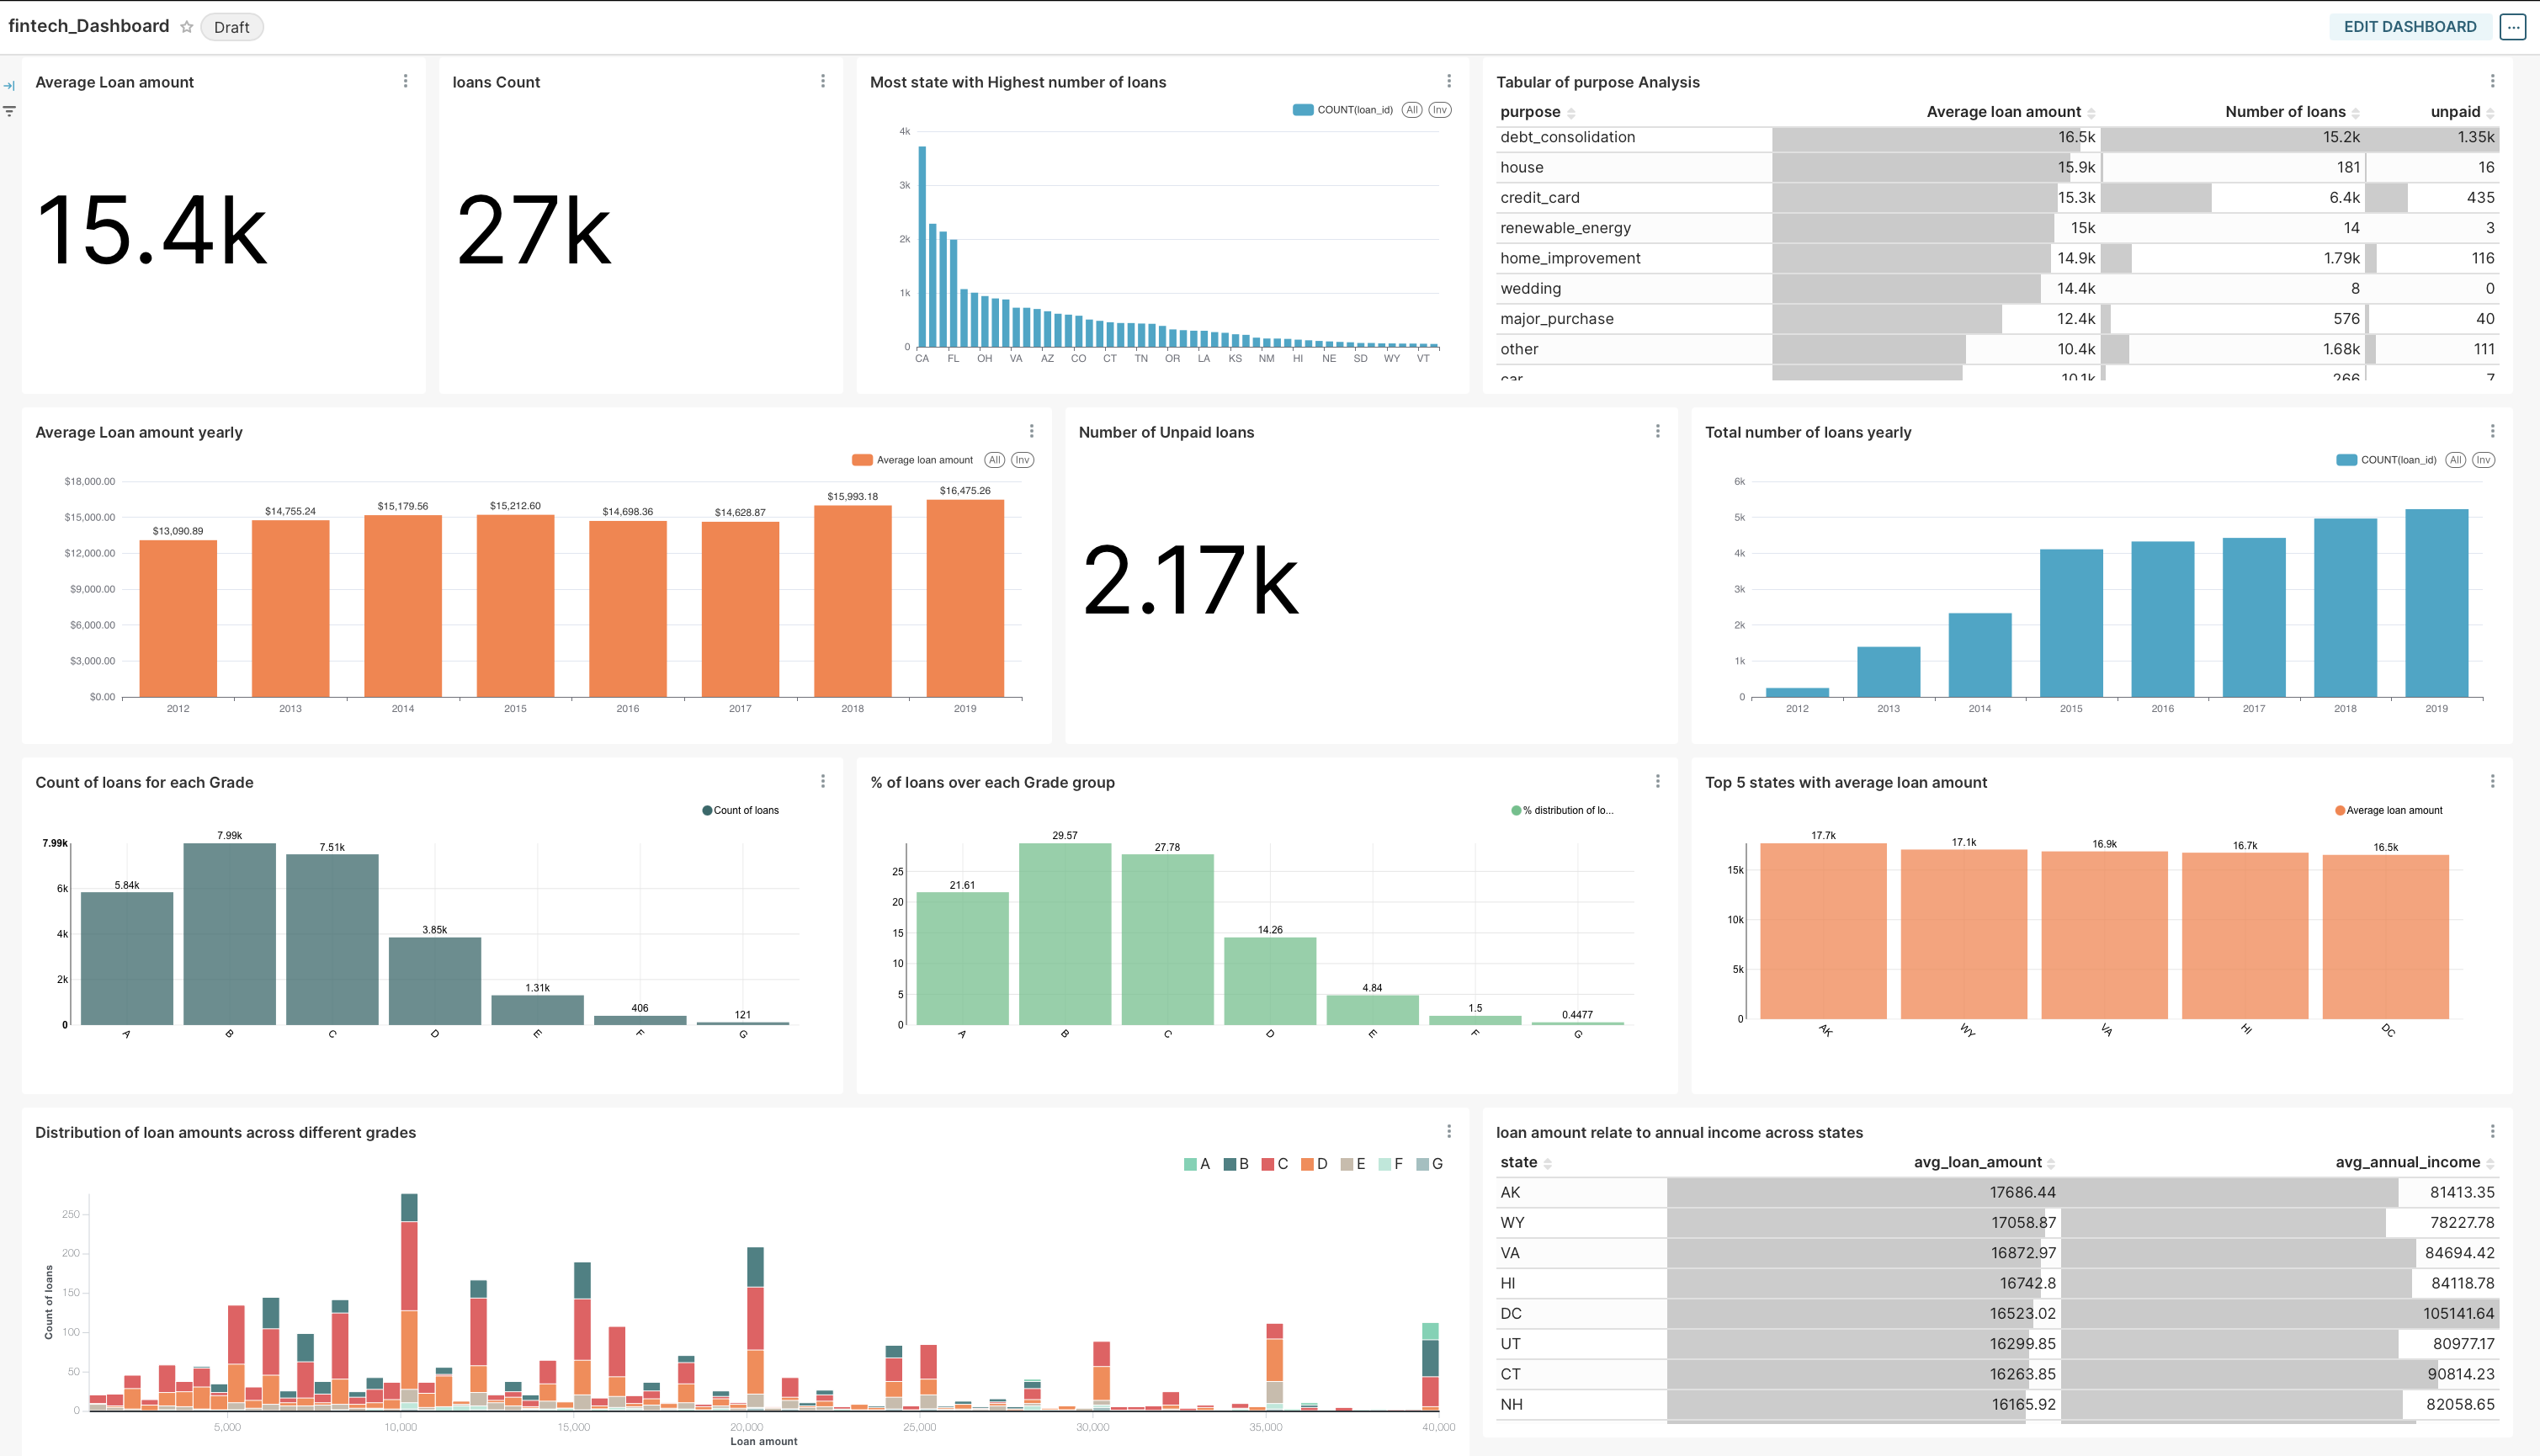 fintech_Dashboard Draft EDIT DASHBOARD ...
Average Loan amount
15.4k
loans Count
27k
Most state with Highest number of loans
COUNT(loan_id) All Inv
4k
3k
2k
1k
0
CA FL OH VA AZ CO CT TN OR LA KS NM HI NE SD WY VT
Tabular of purpose Analysis
purpose Average loan amount Number of loans unpaid
debt_consolidation 16.5k 15.2k 1.35k
house 15.9k 181 16
credit_card 15.3k 6.4k 435
renewable_energy 15k 14 3
home_improvement 14.9k 1.79k 116
wedding 14.4k 8 0
major_purchase 12.4k 576 40
other 10.4k 1.68k 111
car 10.1k 266 7
Average Loan amount yearly
Average loan amount All Inv
$18,000.00
$15,000.00
$12,000.00
$9,000.00
$6,000.00
$3,000.00
$0.00
$13,090.89 $14,755.24 $15,179.56 $15,212.60 $14,698.36 $14,628.87 $15,993.18 $16,475.26
2012 2013 2014 2015 2016 2017 2018 2019
Number of Unpaid loans
2.17k
Total number of loans yearly
COUNT(loan_id) All Inv
6k
5k
4k
3k
2k
1k
0
2012 2013 2014 2015 2016 2017 2018 2019
Count of loans for each Grade
Count of loans
7.99k
6k
4k
2k
0
5.84k 7.99k 7.51k 3.85k 1.31k 406 121
A B C D E F G
% of loans over each Grade group
% distribution of lo...
25
20
15
10
5
0
21.61 29.57 27.78 14.26 4.84 1.5 0.4477
A B C D E F G
Top 5 states with average loan amount
Average loan amount
15k
10k
5k
0
17.7k 17.1k 16.9k 16.7k 16.5k
AK WY VA HI DC
Distribution of loan amounts across different grades
A B C D E F G
Count of loans
250
200
150
100
50
0
5,000 10,000 15,000 20,000 25,000 30,000 35,000 40,000
Loan amount
loan amount relate to annual income across states
state avg_loan_amount avg_annual_income
AK 17686.44 81413.35
WY 17058.87 78227.78
VA 16872.97 84694.42
HI 16742.8 84118.78
DC 16523.02 105141.64
UT 16299.85 80977.17
CT 16263.85 90814.23
NH 16165.92 82058.65